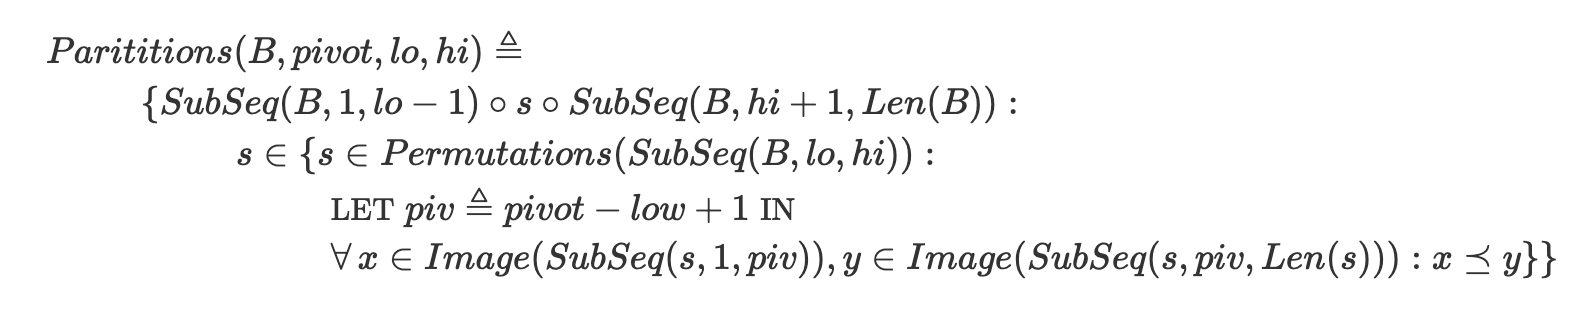 Parititions(B, pivot, lo, hi) ≜
{SubSeq(B, 1, lo − 1) ∘ s ∘ SubSeq(B, hi + 1, Len(B)) :
s ∈ {s ∈ Permutations(SubSeq(B, lo, hi)) :
LET piv ≜ pivot − low + 1 IN
∀ x ∈ Image(SubSeq(s, 1, piv)), y ∈ Image(SubSeq(s, piv, Len(s))) : x ⪯ y}}